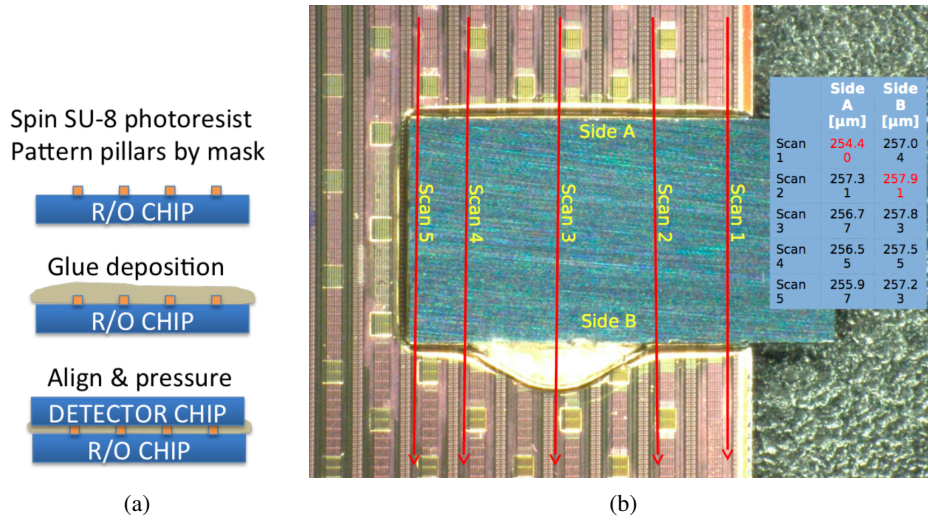 Spin SU-8 photoresist
Pattern pillars by mask
R/O CHIP
Glue deposition
R/O CHIP
Align & pressure
DETECTOR CHIP
R/O CHIP
(a)
Side A
Scan 5
Scan 4
Scan 3
Scan 2
Scan 1
Side B
Side
A
[µm]
Side
B
[µm]
Scan
1
254.4
0
257.0
4
Scan
2
257.3
1
257.9
1
Scan
3
256.7
7
257.8
3
Scan
4
256.5
5
257.5
5
Scan
5
255.9
7
257.2
3
(b)